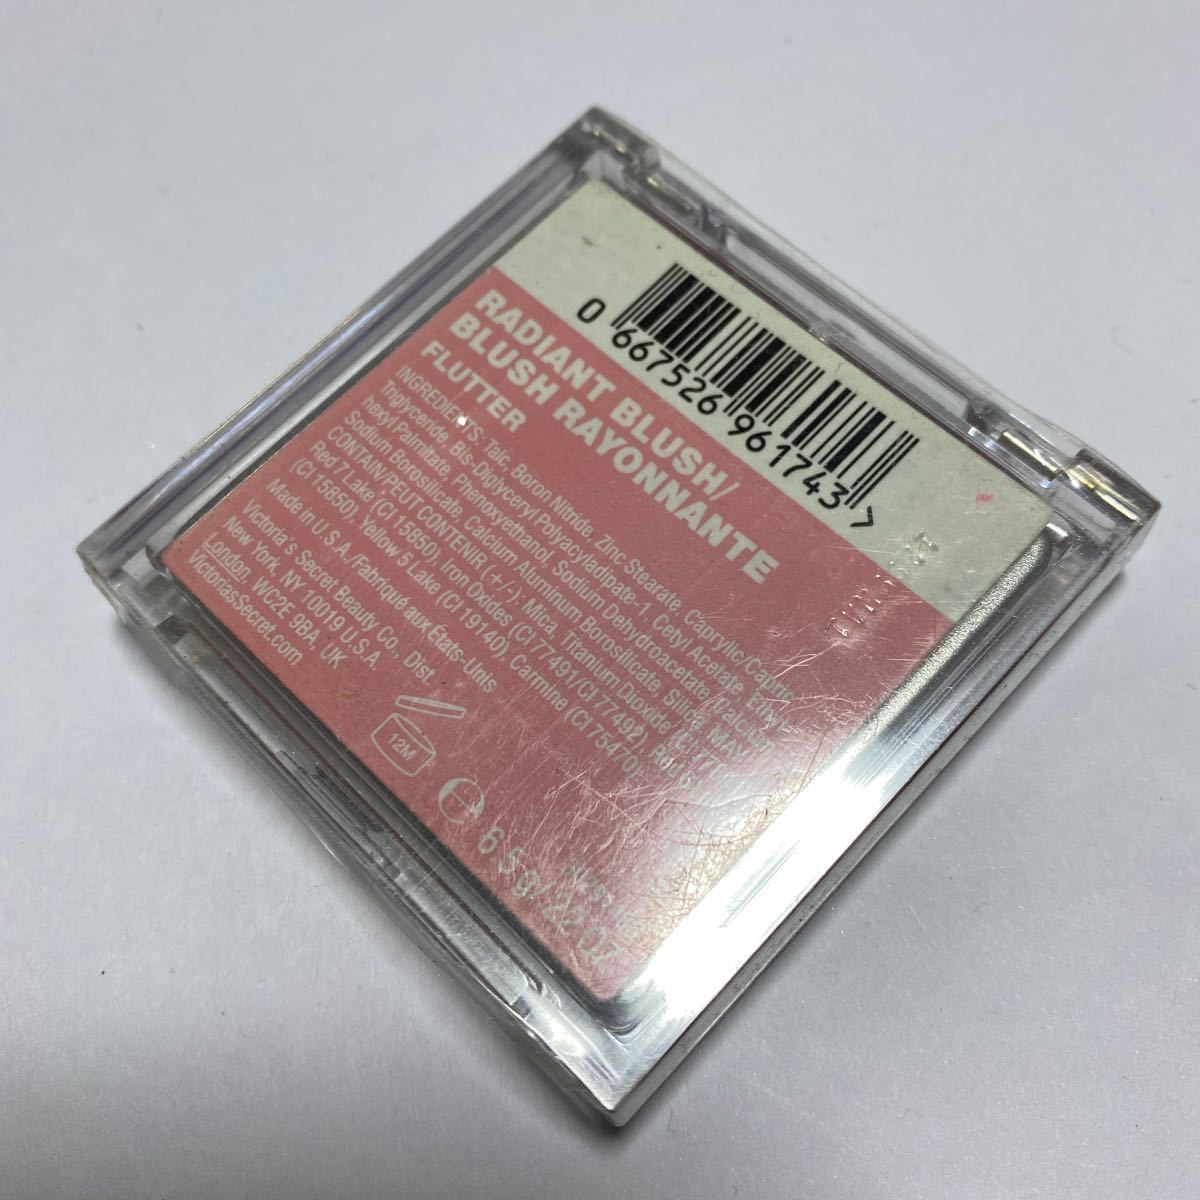 0 667526 961743 >
RADIANT BLUSH/
BLUSH RAYONNANTE
FLUTTER
INGREDIENTS: Talc, Boron Nitride, Zinc Stearate, Caprylic/Capric
Triglyceride, Bis-Diglyceryl Polyacyladipate-1, Cetyl Acetate, Ethyl-
hexyl Palmitate, Phenoxyethanol, Sodium Dehydroacetate, Calcium
Sodium Borosilicate, Calcium Aluminum Borosilicate, Silica. MAY
CONTAIN/PEUT CONTENIR (+/-): Mica, Titanium Dioxide
Red 7 Lake (CI 15850), Iron Oxides (CI 77491/CI 77492),
(CI 15850), Yellow 5 Lake (CI 19140), Carmine (CI 75470)
Made in U.S.A./Fabriqué aux États-Unis
Victoria's Secret Beauty Co., Dist.
New York, NY 10019 U.S.A.
London, WC2E 9BA, UK
VictoriasSecret.com
12M
e 6.5 g/.22 OZ